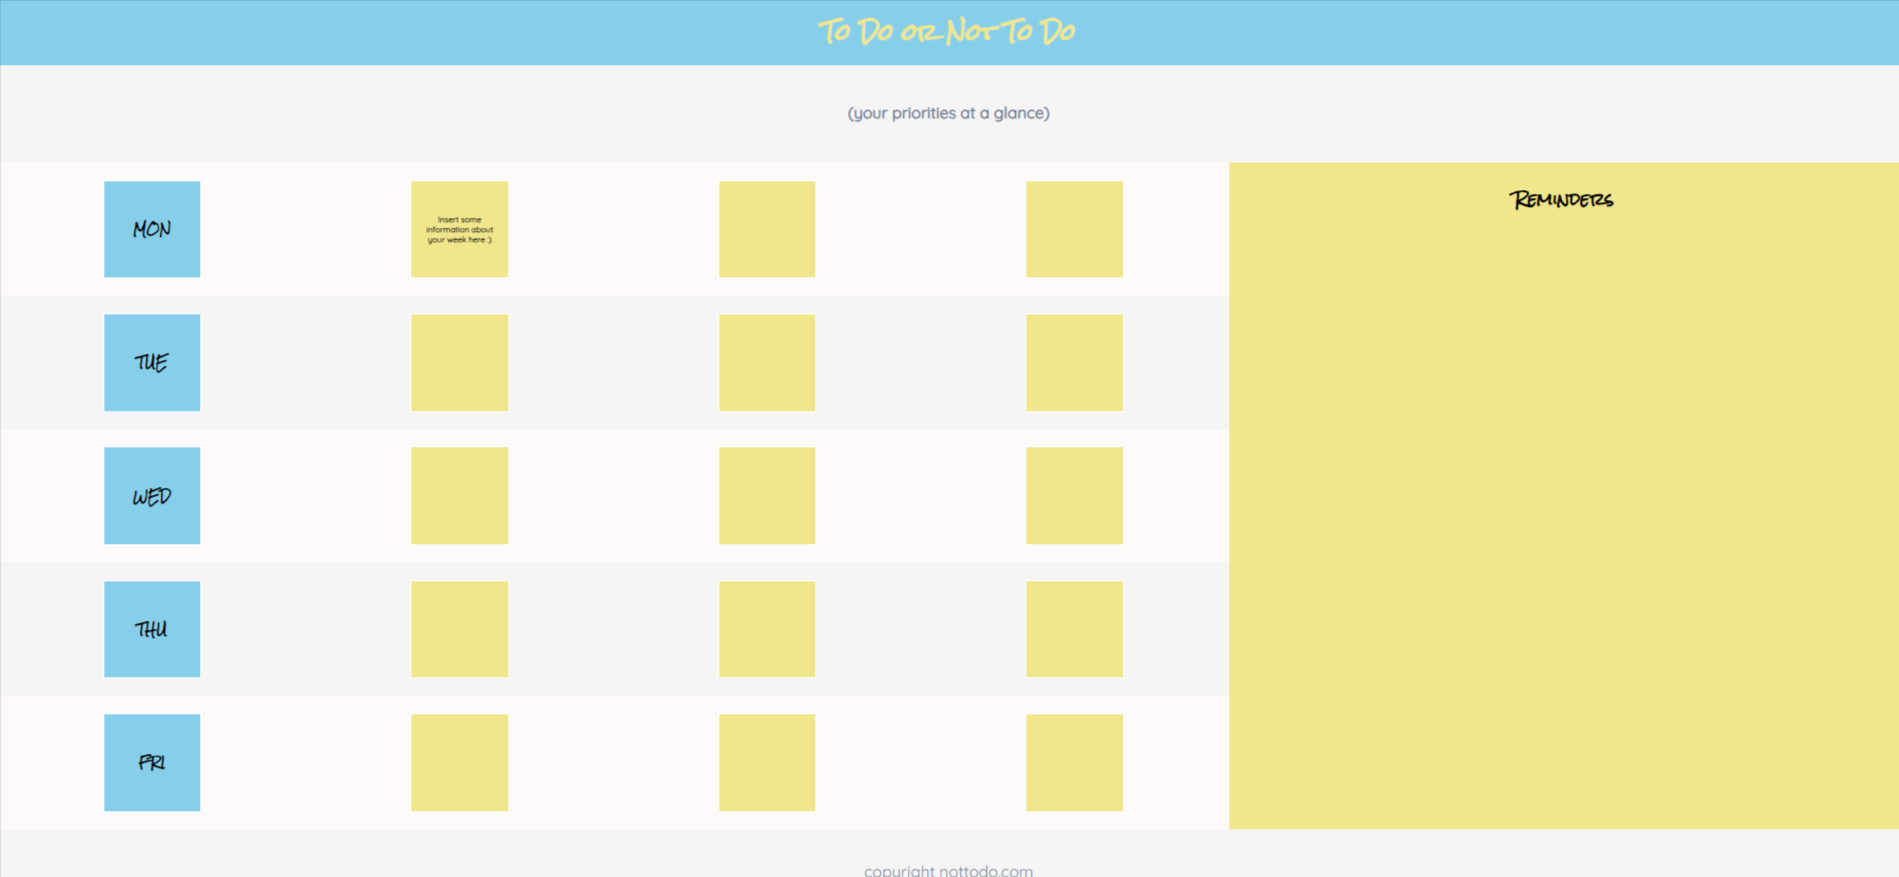 To Do or Not To Do
(your priorities at a glance)
MON
Insert some
information about
your week here :)
Reminders
TUE
WED
THU
FRI
copyright nottodo.com